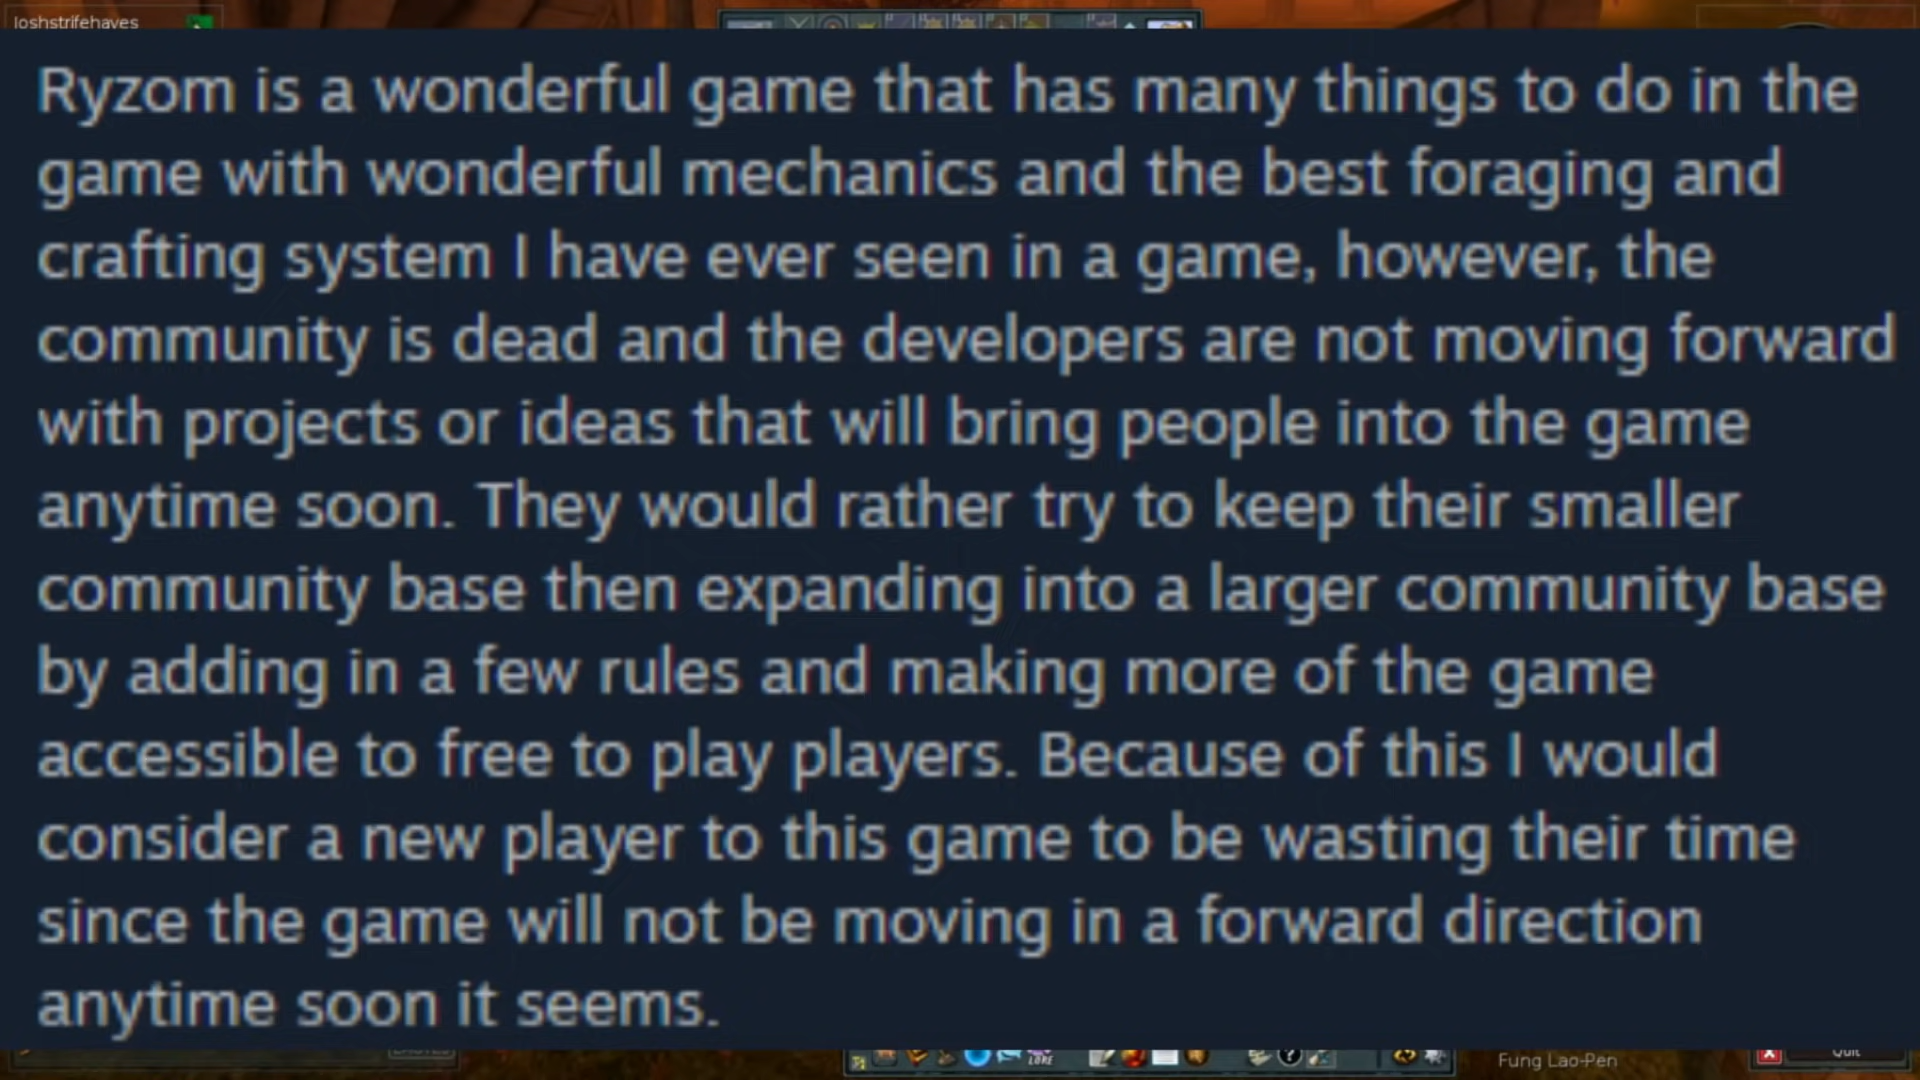 Ioshstrifehaves
Ryzom is a wonderful game that has many things to do in the
game with wonderful mechanics and the best foraging and
crafting system I have ever seen in a game, however, the
community is dead and the developers are not moving forward
with projects or ideas that will bring people into the game
anytime soon. They would rather try to keep their smaller
community base then expanding into a larger community base
by adding in a few rules and making more of the game
accessible to free to play players. Because of this I would
consider a new player to this game to be wasting their time
since the game will not be moving in a forward direction
anytime soon it seems.
LORE
Fung Lao-Pen
Quit